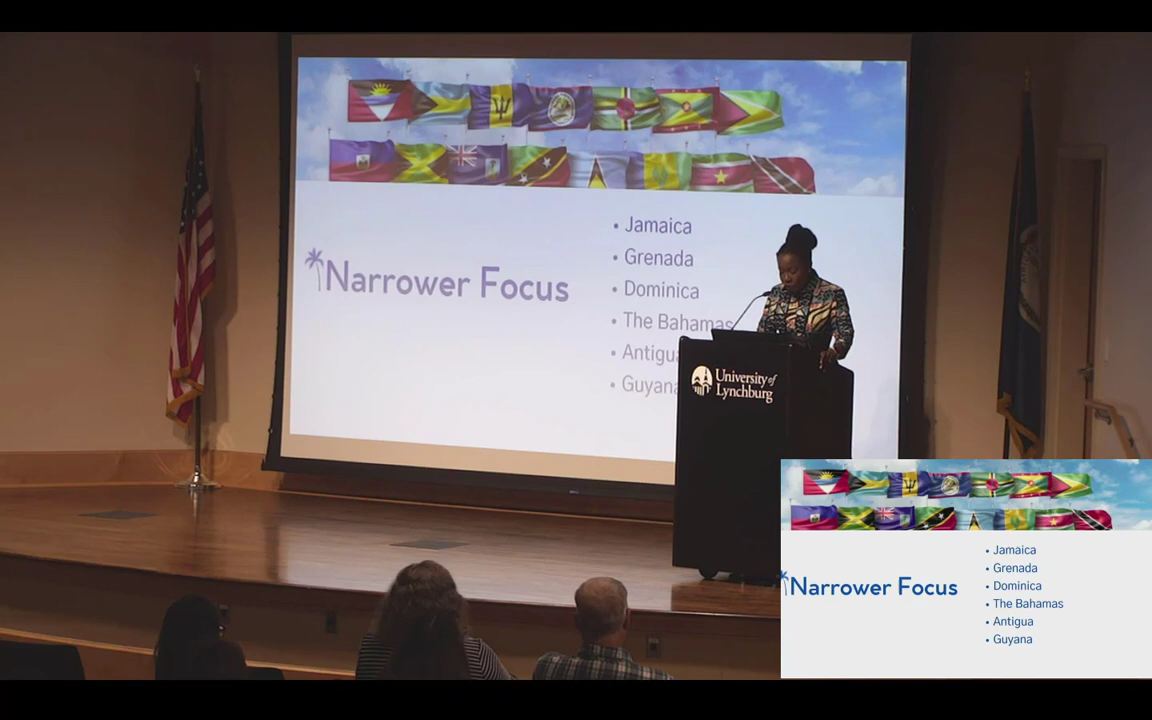 Narrower Focus
• Jamaica
• Grenada
• Dominica
• The Bahamas
• Antigua
• Guyana
University of
Lynchburg
Narrower Focus
• Jamaica
• Grenada
• Dominica
• The Bahamas
• Antigua
• Guyana